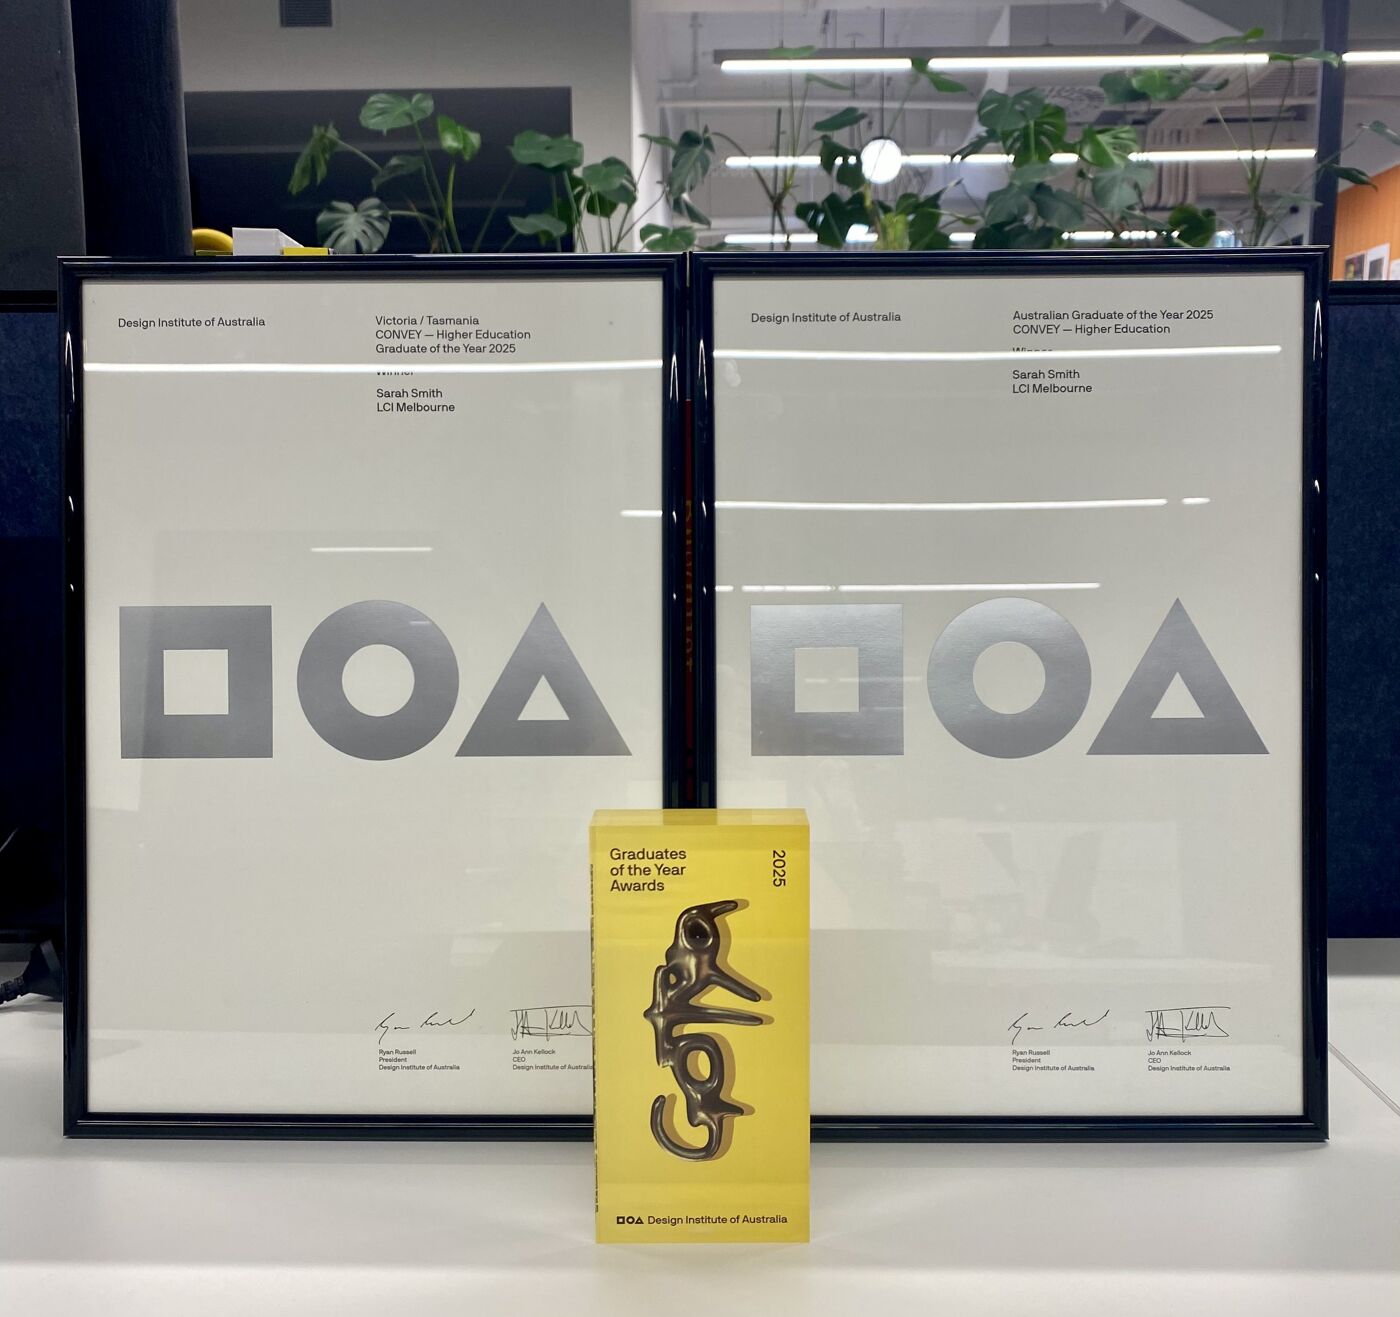 Design Institute of Australia
Victoria / Tasmania
CONVEY — Higher Education
Graduate of the Year 2025
Winner
Sarah Smith
LCI Melbourne
Ryan Russell
President
Design Institute of Australia
Jo Ann Kellock
CEO
Design Institute of Australia
Design Institute of Australia
Australian Graduate of the Year 2025
CONVEY — Higher Education
Winner
Sarah Smith
LCI Melbourne
Ryan Russell
President
Design Institute of Australia
Jo Ann Kellock
CEO
Design Institute of Australia
Graduates
of the Year
Awards
2025
GOTYA
Design Institute of Australia